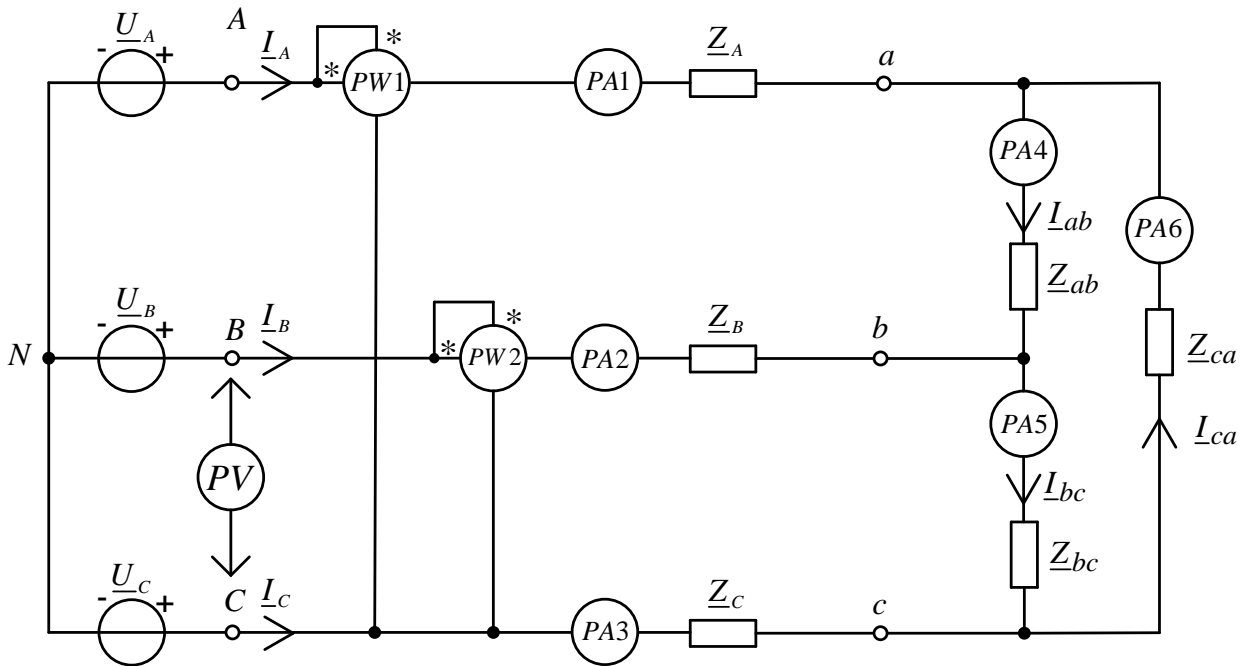 U_A A I_A * Z_A a
- + * PW1 PA1
PA4
I_ab PA6
Z_ab
U_B B I_B * Z_B b
- + * PW2 PA2
N Z_ca
PA5
I_ca
PV
I_bc
Z_bc
U_C C I_C Z_C c
- + PA3